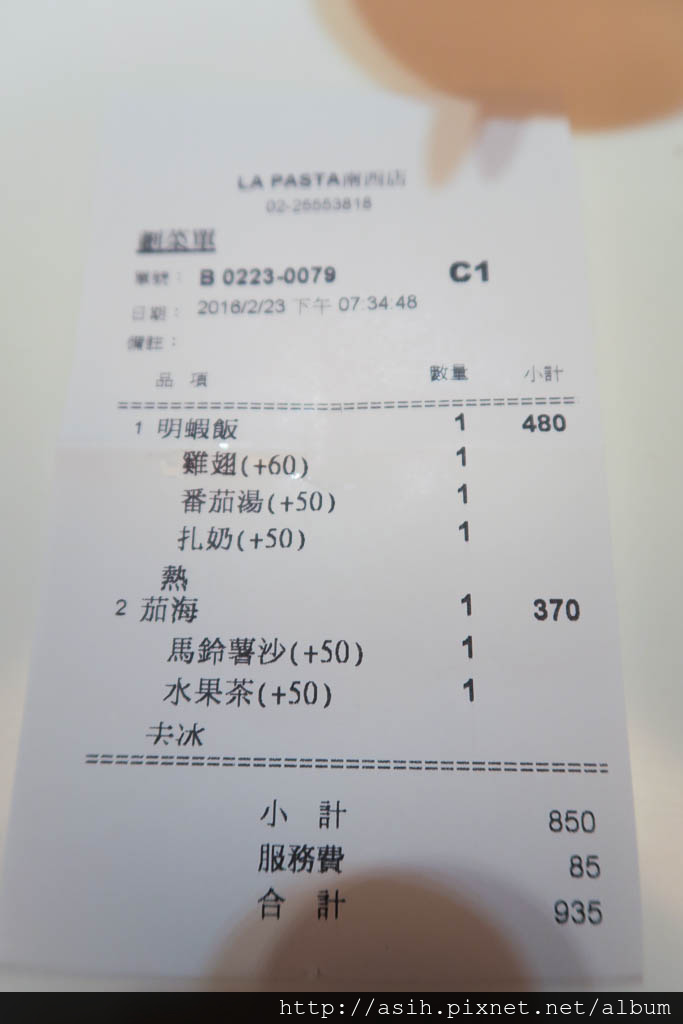 LA PASTA南西店
02-25553818
劃菜單
單號： B 0223-0079 C1
日期： 2016/2/23 下午 07:34:48
備註：
品 項 數量 小計
================================
1 明蝦飯 1 480
雞翅(+60) 1
番茄湯(+50) 1
扎奶(+50) 1
熱
2 茄海 1 370
馬鈴薯沙(+50) 1
水果茶(+50) 1
去冰
================================
小 計 850
服務費 85
合 計 935
http://asih.pixnet.net/album